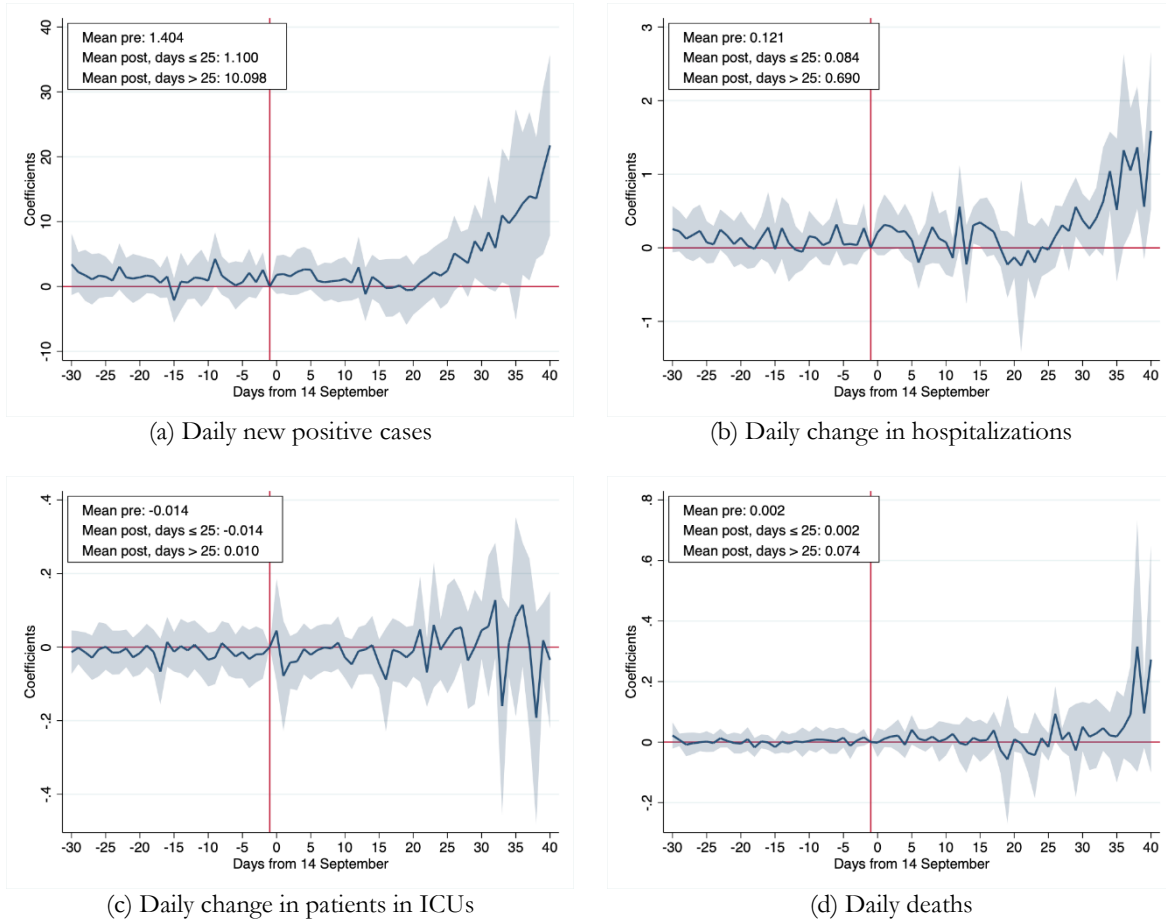 Mean pre: 1.404
Mean post, days ≤ 25: 1.100
Mean post, days > 25: 10.098
Coefficients
40
30
20
10
0
-10
-30 -25 -20 -15 -10 -5 0 5 10 15 20 25 30 35 40
Days from 14 September
(a) Daily new positive cases
Mean pre: 0.121
Mean post, days ≤ 25: 0.084
Mean post, days > 25: 0.690
Coefficients
3
2
1
0
-1
-30 -25 -20 -15 -10 -5 0 5 10 15 20 25 30 35 40
Days from 14 September
(b) Daily change in hospitalizations
Mean pre: -0.014
Mean post, days ≤ 25: -0.014
Mean post, days > 25: 0.010
Coefficients
.4
.2
0
-.2
-.4
-30 -25 -20 -15 -10 -5 0 5 10 15 20 25 30 35 40
Days from 14 September
(c) Daily change in patients in ICUs
Mean pre: 0.002
Mean post, days ≤ 25: 0.002
Mean post, days > 25: 0.074
Coefficients
.8
.6
.4
.2
0
-.2
-30 -25 -20 -15 -10 -5 0 5 10 15 20 25 30 35 40
Days from 14 September
(d) Daily deaths